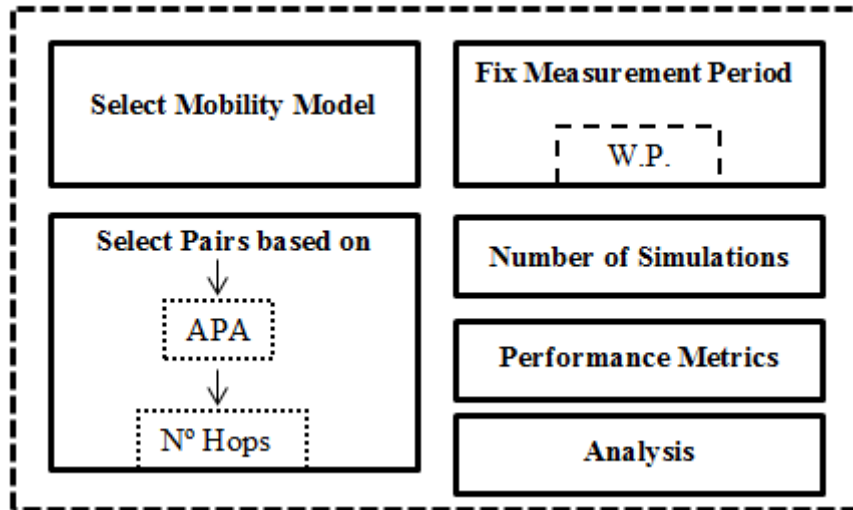 Select Mobility Model
Select Pairs based on
APA
Nº Hops
Fix Measurement Period
W.P.
Number of Simulations
Performance Metrics
Analysis